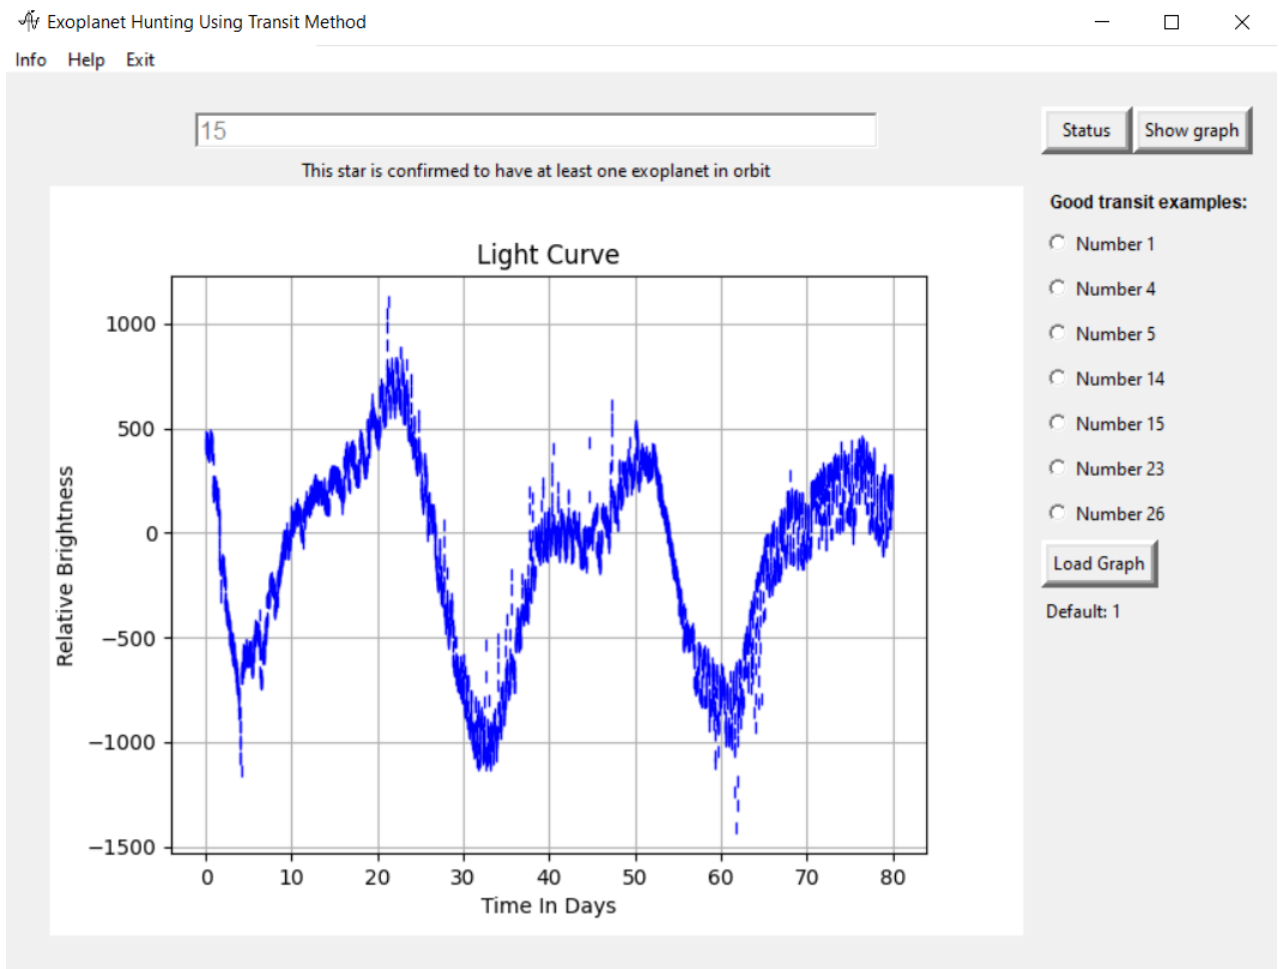 Exoplanet Hunting Using Transit Method
Info Help Exit
15
Status Show graph
This star is confirmed to have at least one exoplanet in orbit
Good transit examples:
Number 1
Number 4
Number 5
Number 14
Number 15
Number 23
Number 26
Load Graph
Default: 1
Light Curve
Relative Brightness
1000
500
0
−500
−1000
−1500
0 10 20 30 40 50 60 70 80
Time In Days